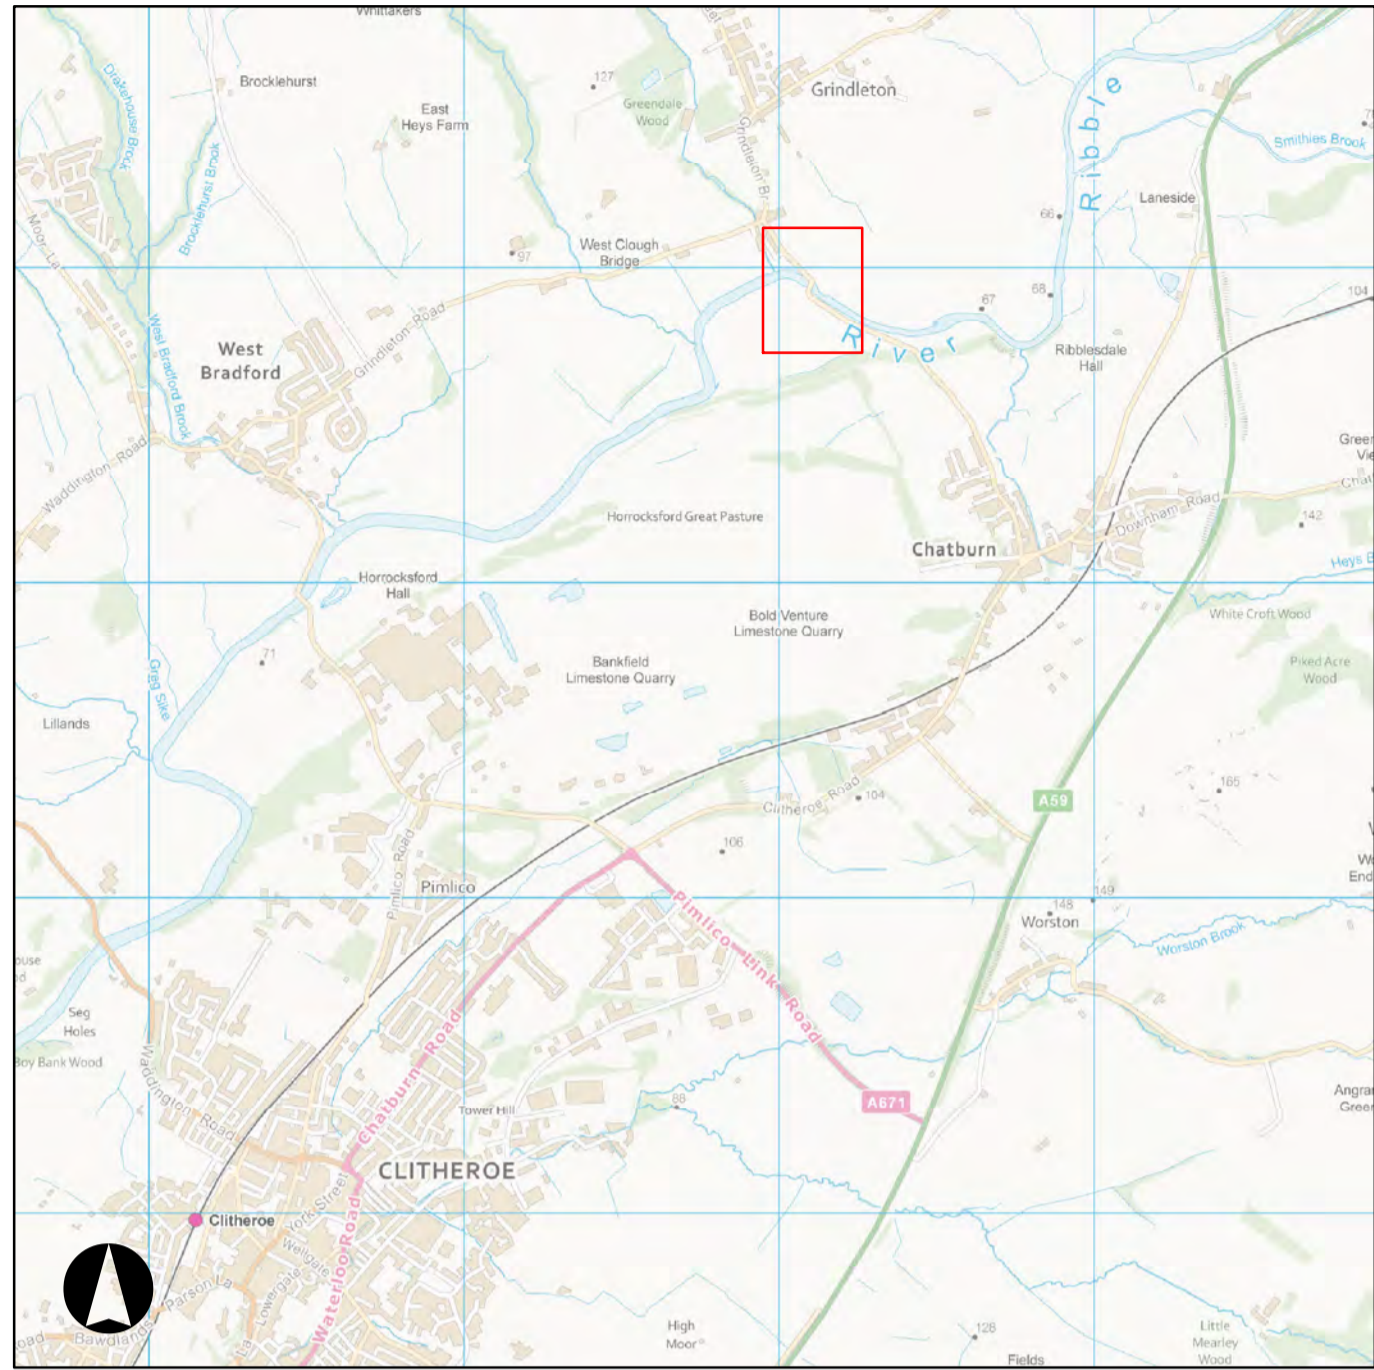 Whittakers
Brocklehurst
127
Grindleton
Drakehouse Brook
East
Heys Farm
Greendale
Wood
Grindleton Br
Ribble
Smithies Brook
Brocklehurst Brook
Laneside
Moor La
66
West Clough
Bridge
97
67
68
104
Grindleton Road
West Bradford Brook
West
Bradford
River
Ribblesdale
Hall
Waddington Road
Downham Road
142
Horrocksford Great Pasture
Chatburn
Heys B
Horrocksford
Hall
Bold Venture
Limestone Quarry
White Croft Wood
71
Bankfield
Limestone Quarry
Piked Acre
Wood
Greg Sike
Lillands
165
A59
Clitheroe Road
104
106
Pimlico Road
Pimlico
149
148
Worston
Pimlico Link Road
Worston Brook
Seg
Holes
Boy Bank Wood
Chatburn Road
Waddington Road
A671
88
Tower Hill
CLITHEROE
York Street
Clitheroe
Wellgate
Lowergate
Parson La
Waterloo Road
Bawdlands
High
Moor
128
Fields
Little
Mearley
Wood